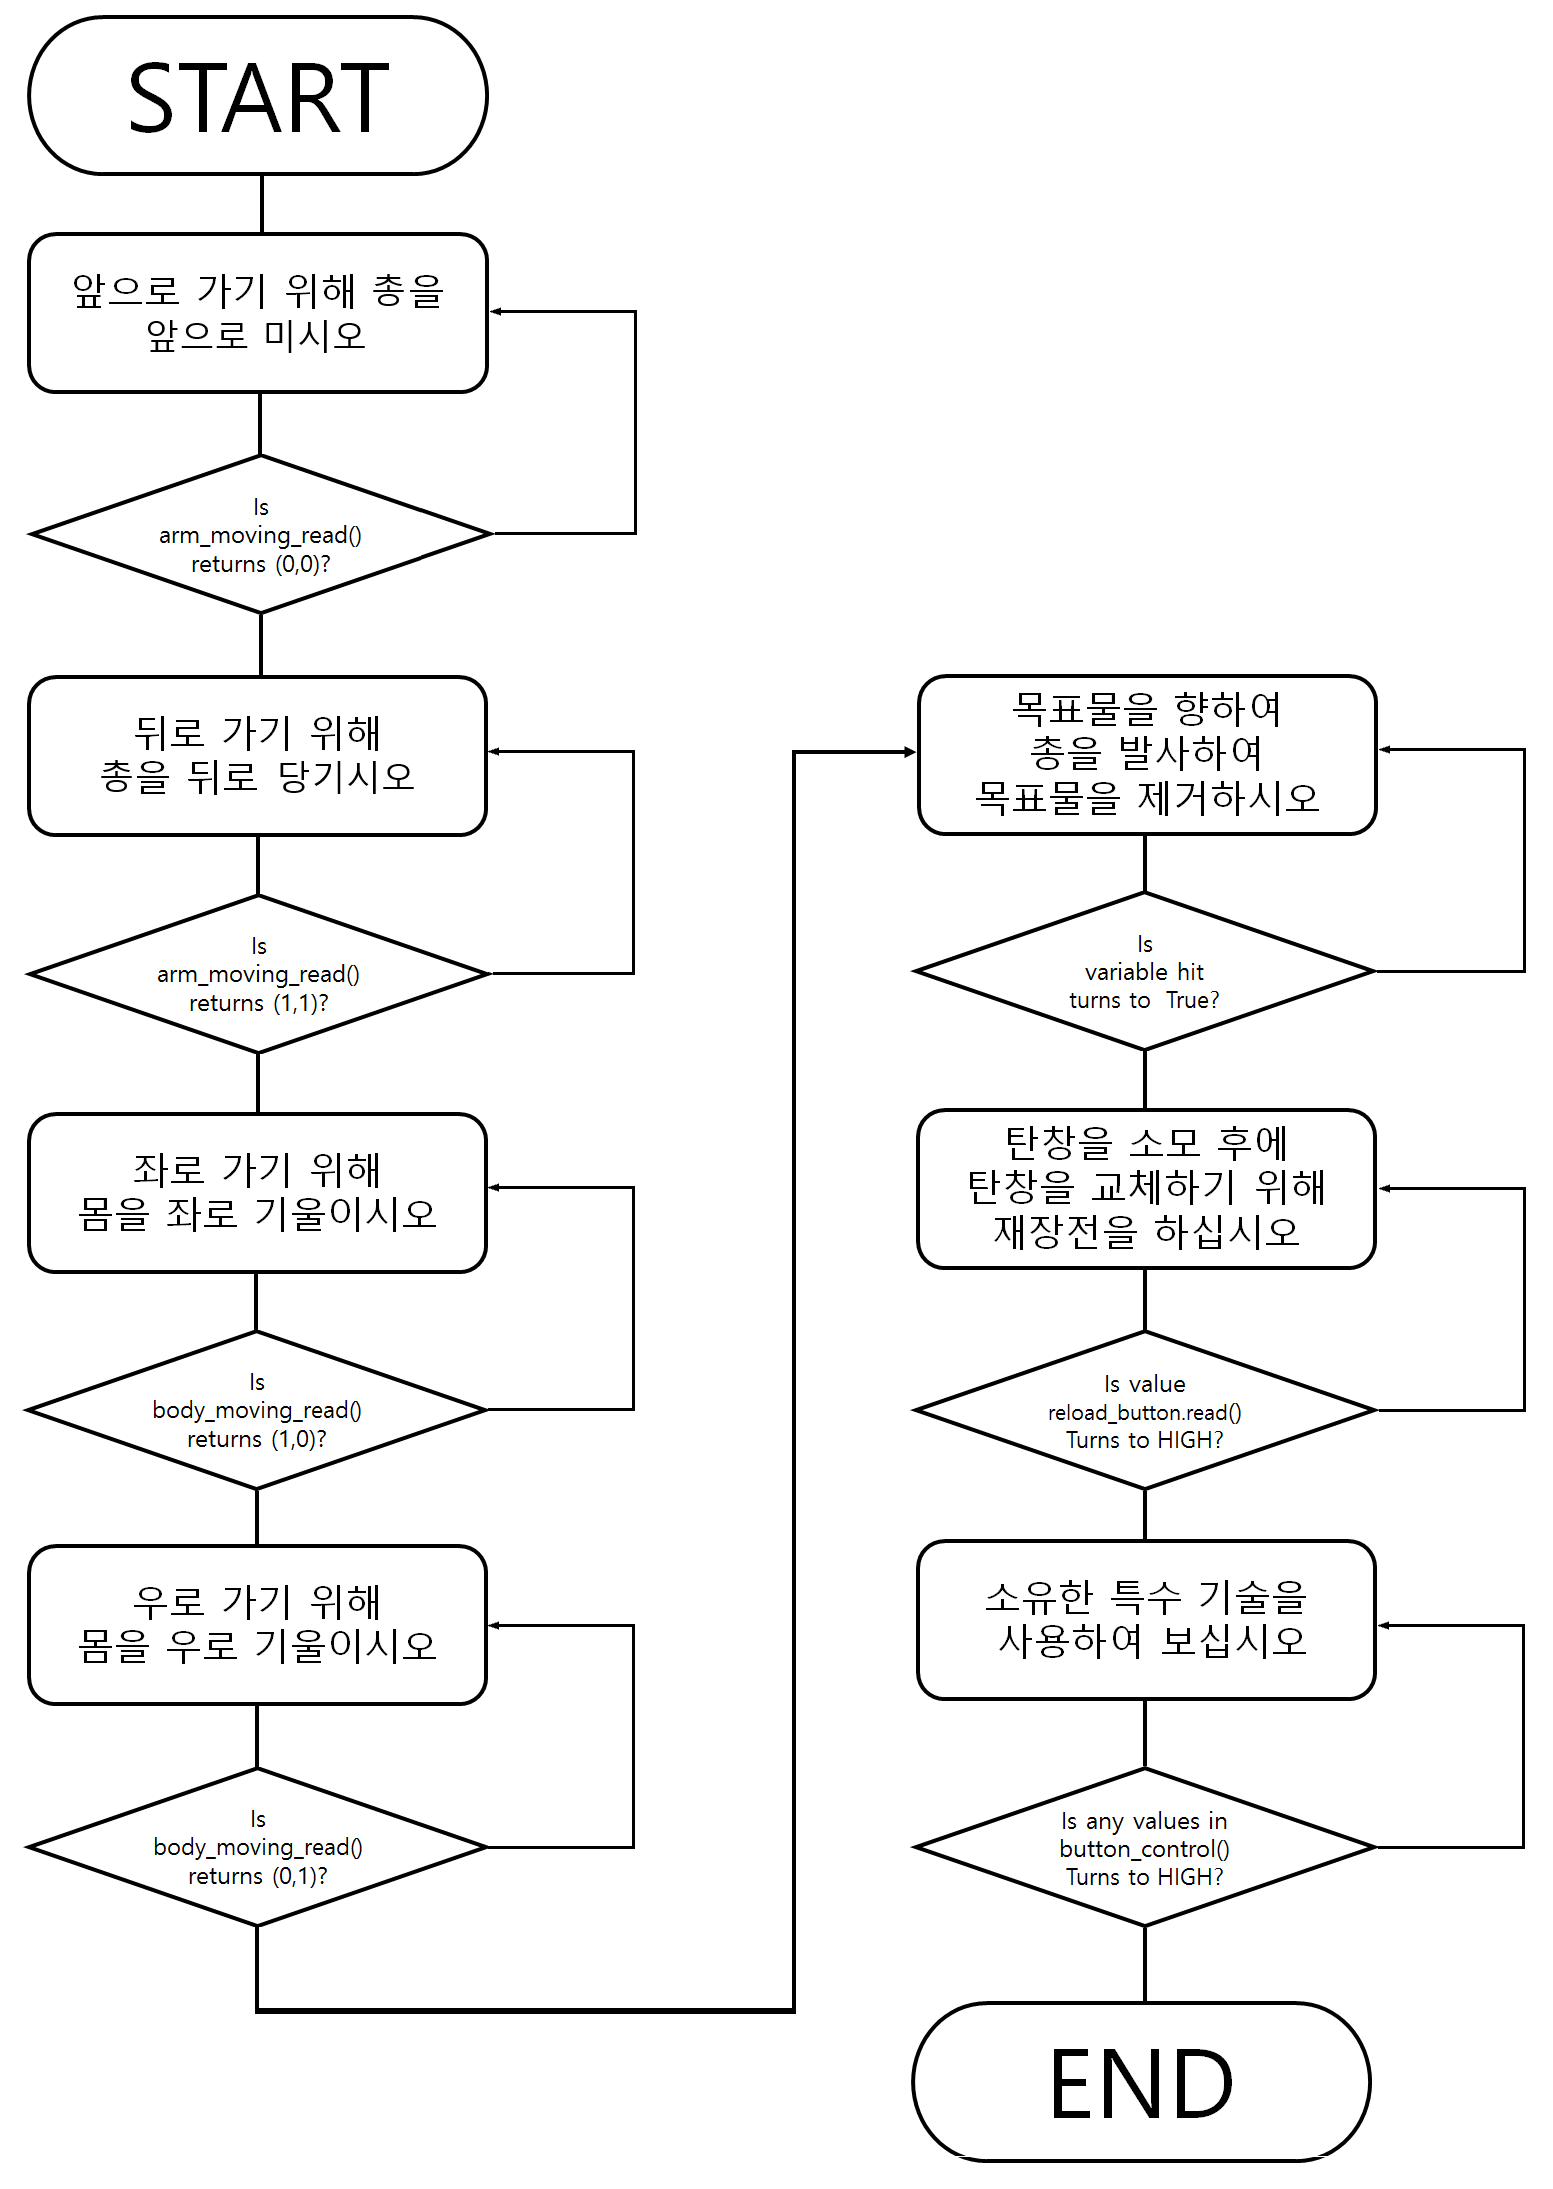 START
앞으로 가기 위해 총을
앞으로 미시오
Is
arm_moving_read()
returns (0,0)?
뒤로 가기 위해
총을 뒤로 당기시오
Is
arm_moving_read()
returns (1,1)?
좌로 가기 위해
몸을 좌로 기울이시오
Is
body_moving_read()
returns (1,0)?
우로 가기 위해
몸을 우로 기울이시오
Is
body_moving_read()
returns (0,1)?
목표물을 향하여
총을 발사하여
목표물을 제거하시오
Is
variable hit
turns to True?
탄창을 소모 후에
탄창을 교체하기 위해
재장전을 하십시오
Is value
reload_button.read()
Turns to HIGH?
소유한 특수 기술을
사용하여 보십시오
Is any values in
button_control()
Turns to HIGH?
END